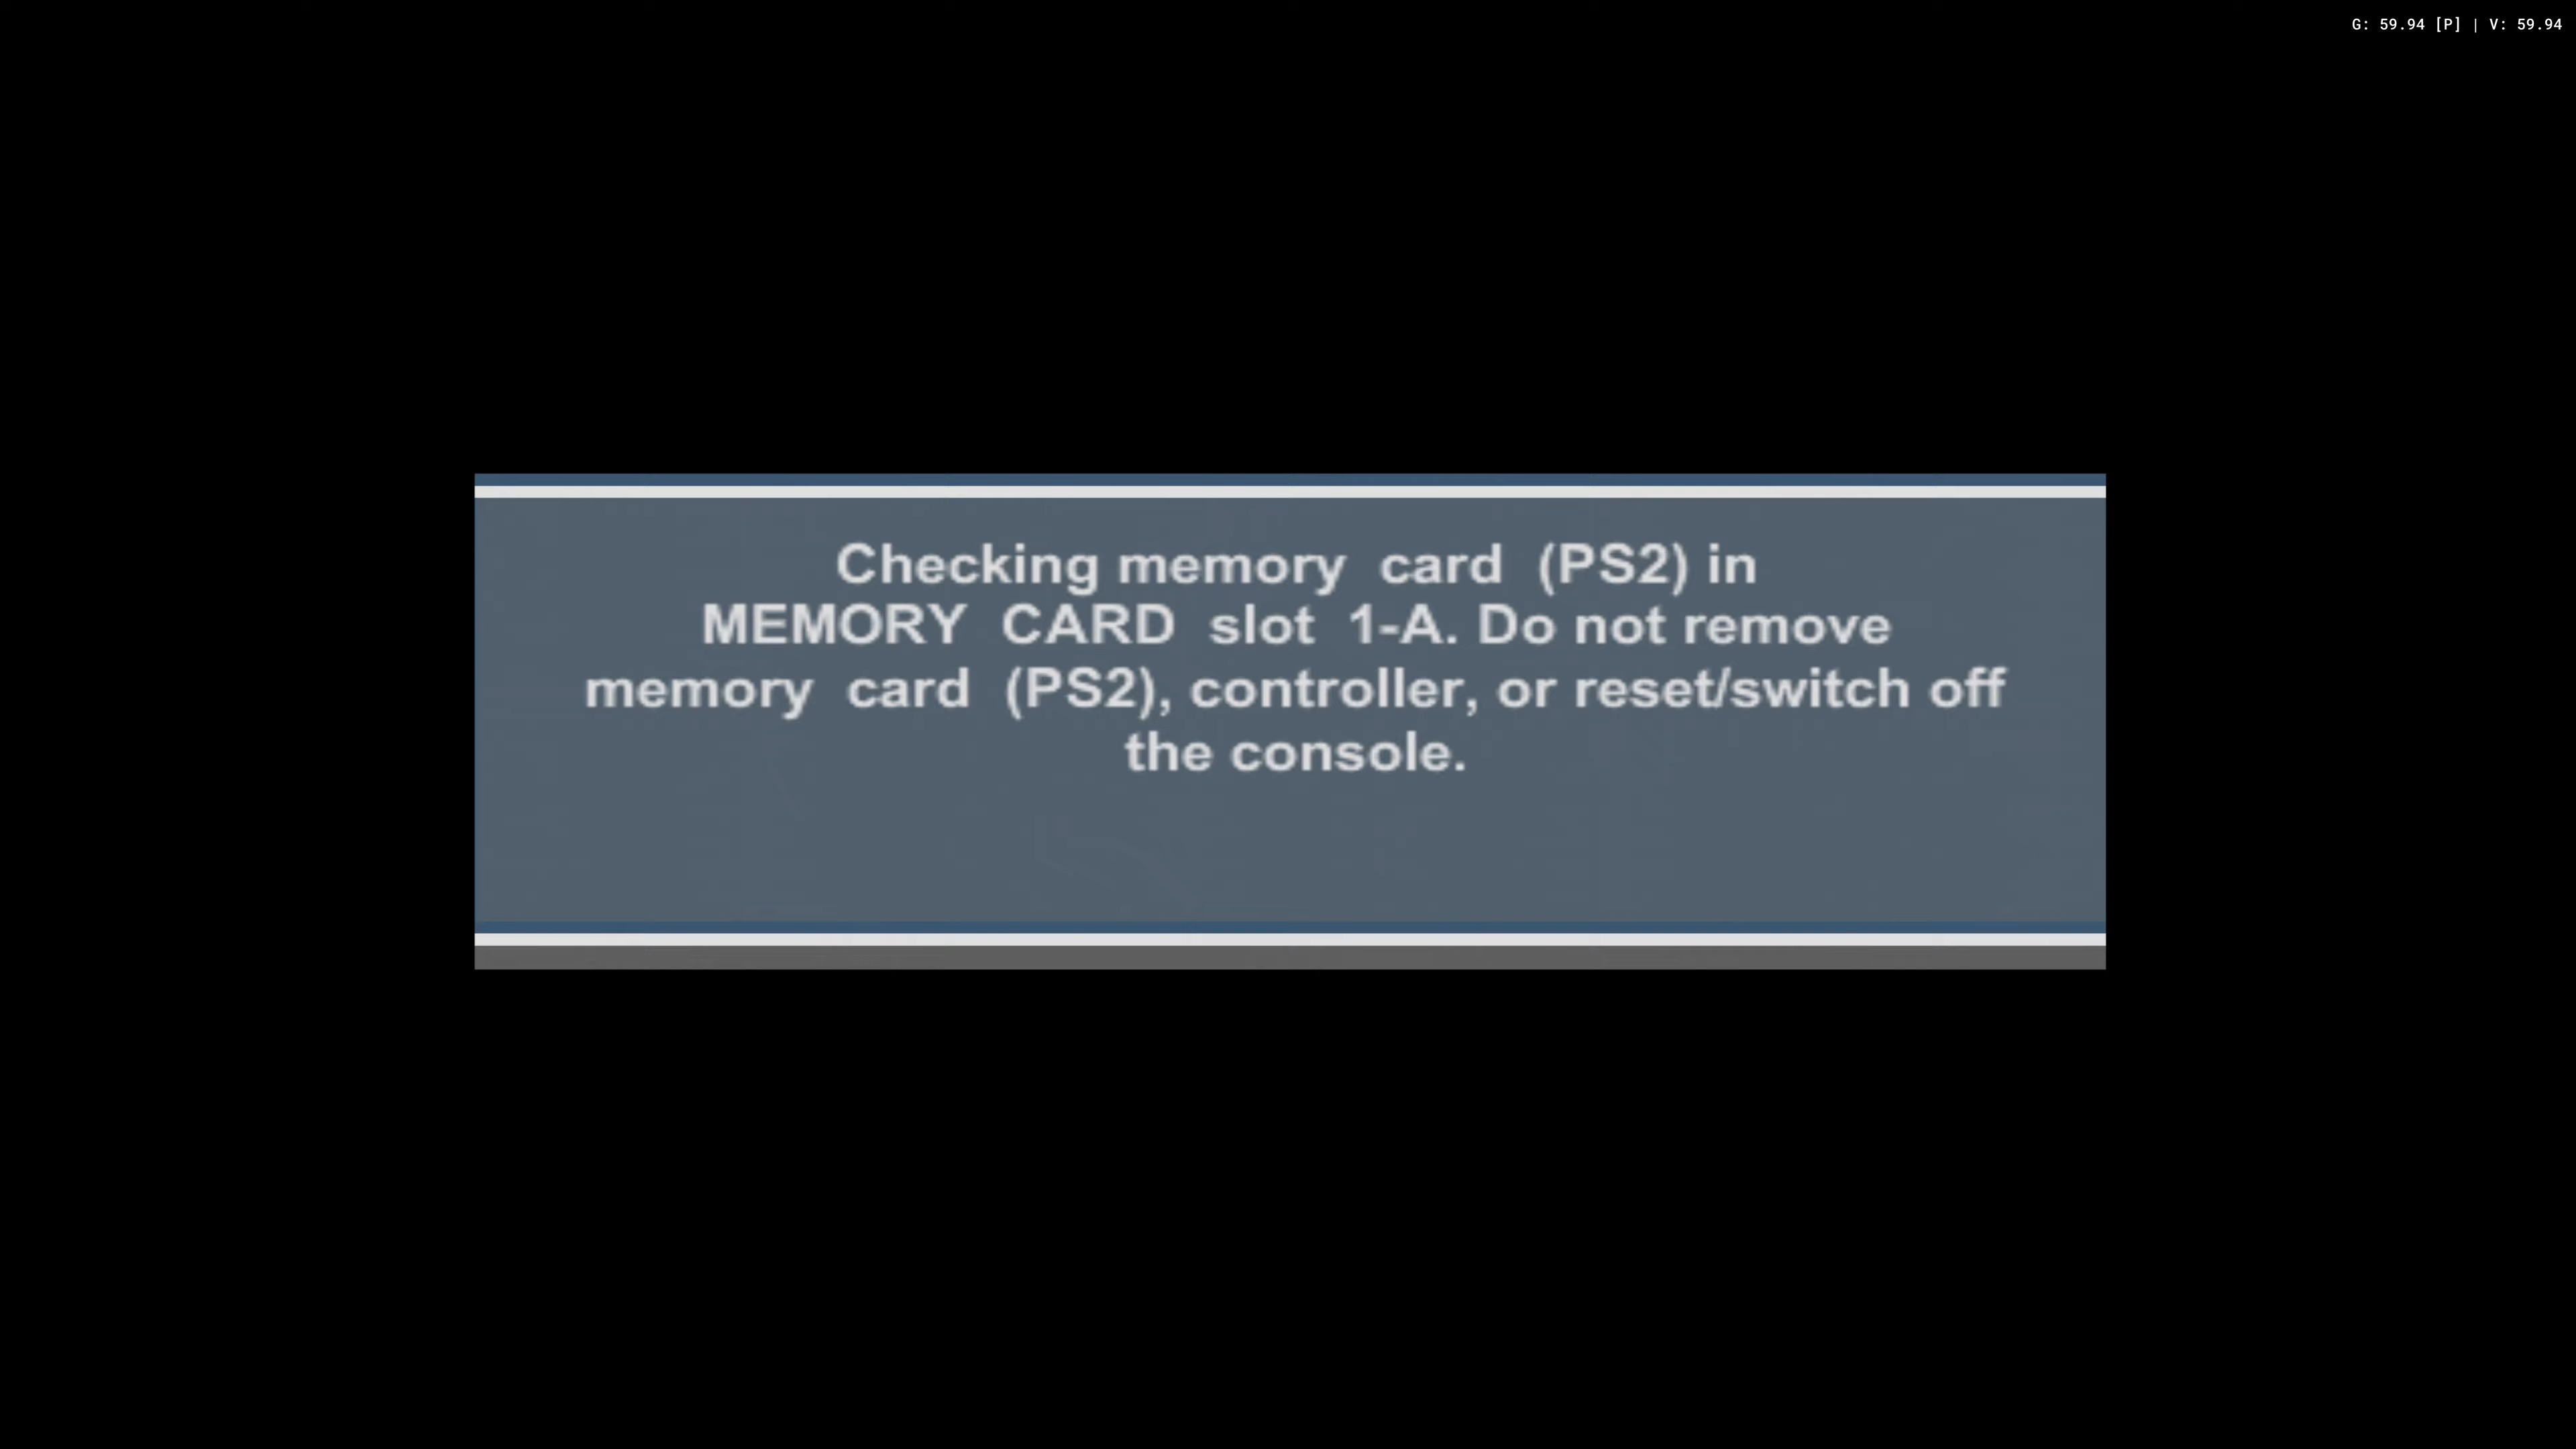 G: 59.94 [P] | V: 59.94
Checking memory card (PS2) in
MEMORY CARD slot 1-A. Do not remove
memory card (PS2), controller, or reset/switch off
the console.